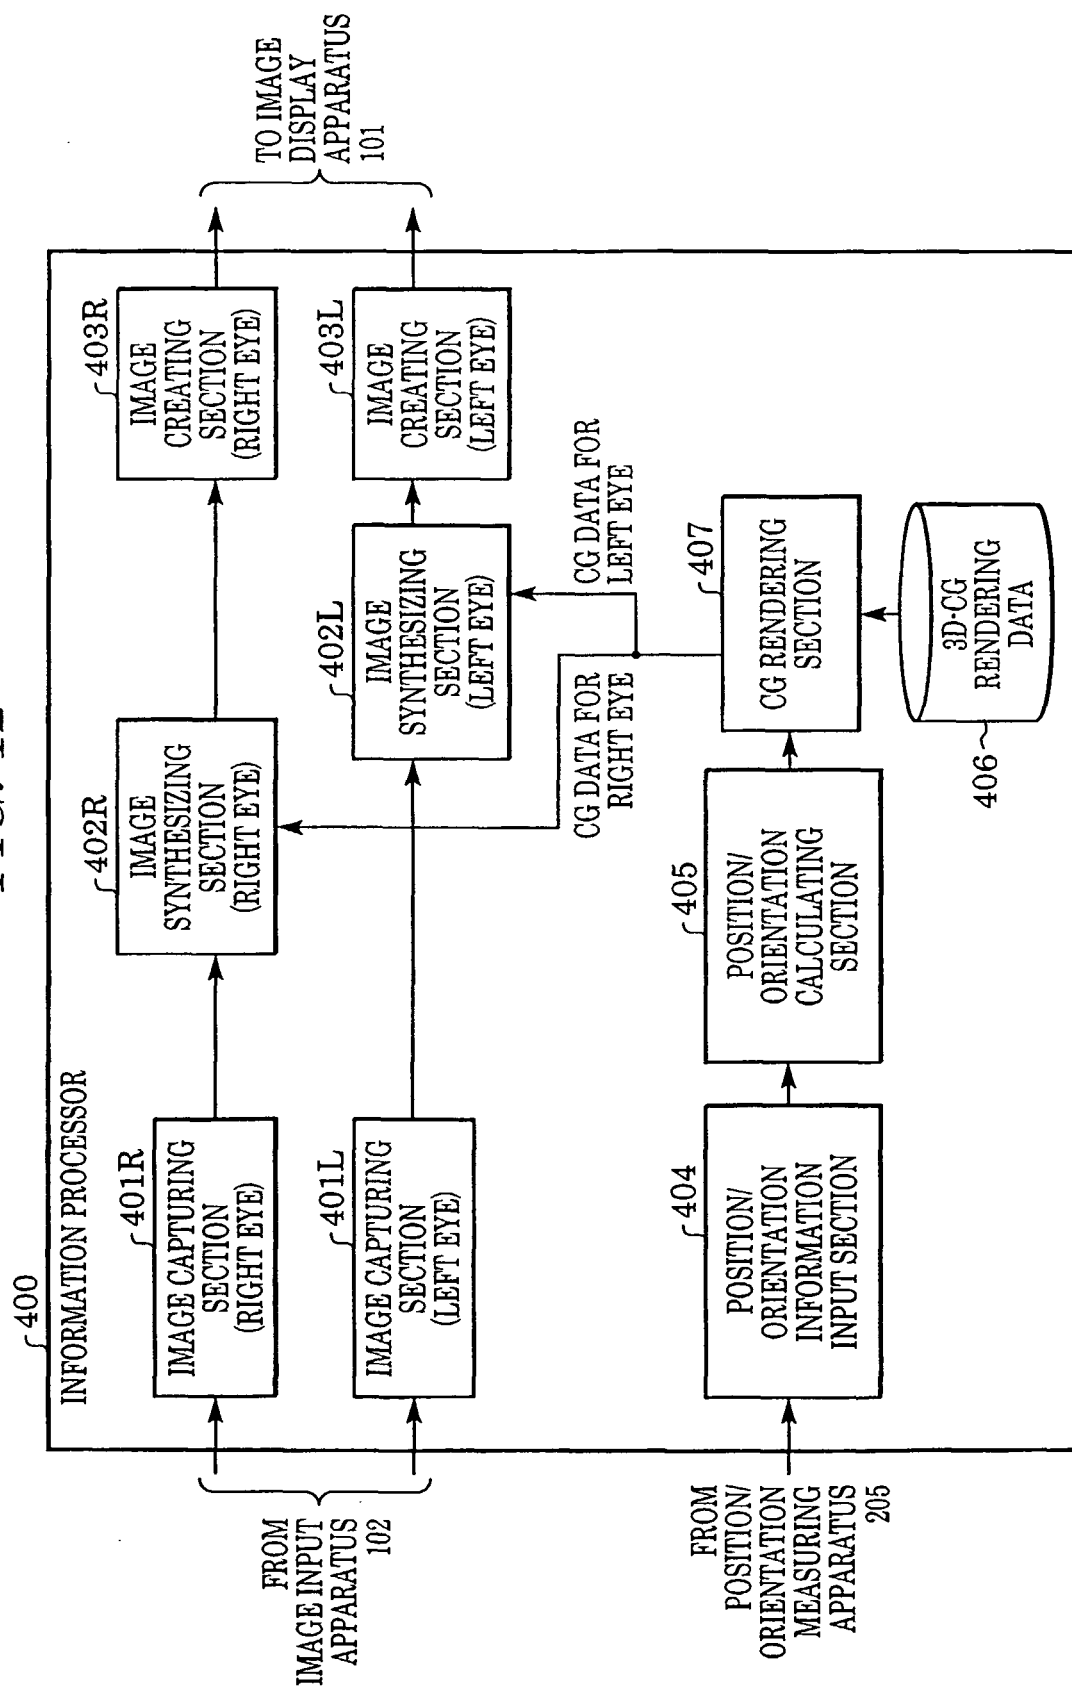 400
INFORMATION PROCESSOR
FROM
IMAGE INPUT
APPARATUS
102
401R
IMAGE CAPTURING
SECTION
(RIGHT EYE)
402R
IMAGE
SYNTHESIZING
SECTION
(RIGHT EYE)
403R
IMAGE
CREATING
SECTION
(RIGHT EYE)
TO IMAGE
DISPLAY
APPARATUS
101
401L
IMAGE CAPTURING
SECTION
(LEFT EYE)
402L
IMAGE
SYNTHESIZING
SECTION
(LEFT EYE)
403L
IMAGE
CREATING
SECTION
(LEFT EYE)
CG DATA FOR
RIGHT EYE
CG DATA FOR
LEFT EYE
FROM
POSITION/
ORIENTATION
MEASURING
APPARATUS
205
404
POSITION/
ORIENTATION
INFORMATION
INPUT SECTION
405
POSITION/
ORIENTATION
CALCULATING
SECTION
407
CG RENDERING
SECTION
406
3D-CG
RENDERING
DATA